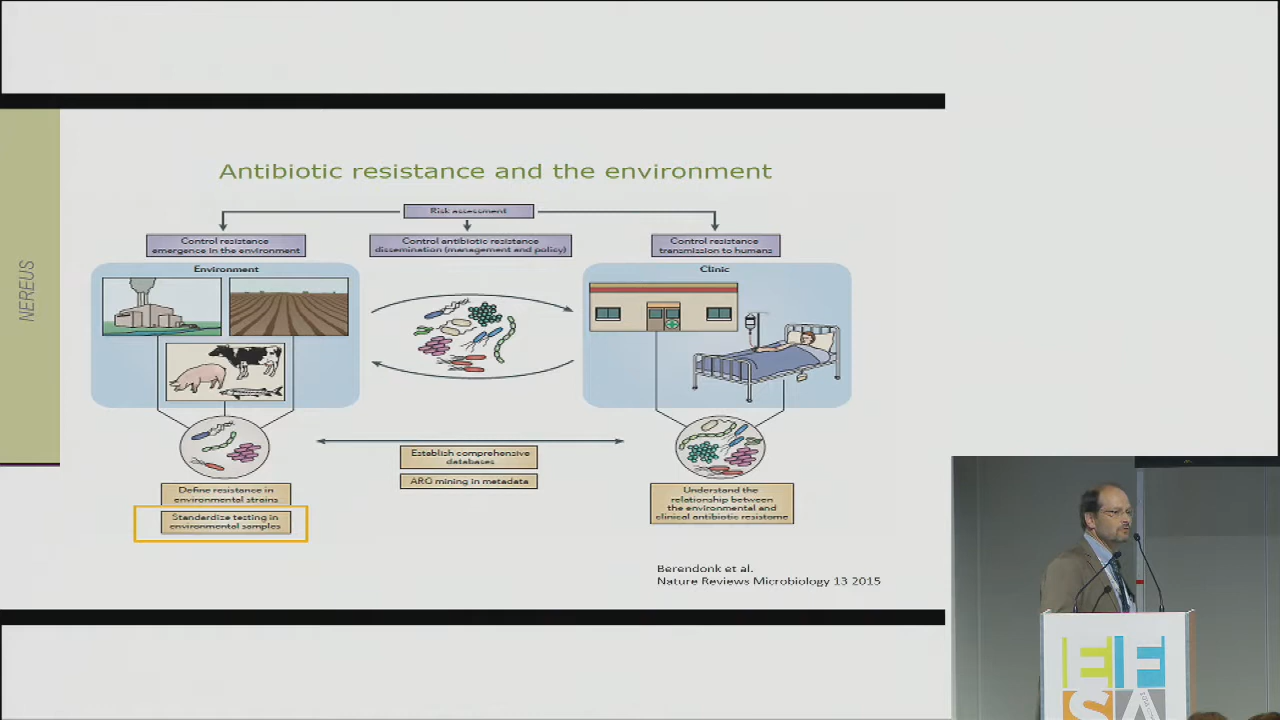 NEREUS
Antibiotic resistance and the environment
Risk assessment
Control resistance
emergence in the environment
Control antibiotic resistance
dissemination (management and policy)
Control resistance
transmission to humans
Environment
Clinic
Establish comprehensive
databases
ARG mining in metadata
Define resistance in
environmental strains
Standardize testing in
environmental samples
Understand the
relationship between
the environmental and
clinical antibiotic resistome
Berendonk et al.
Nature Reviews Microbiology 13 2015
EF
SA